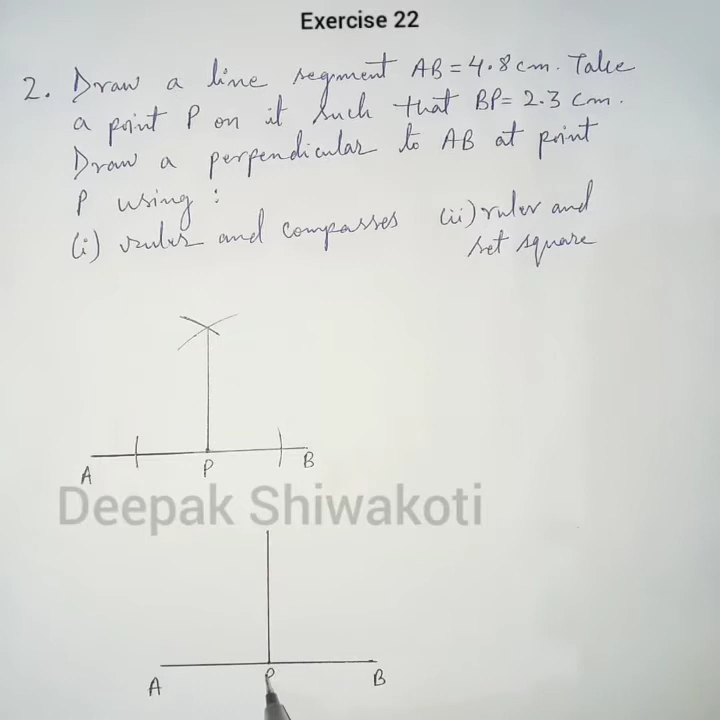 Exercise 22
2. Draw a line segment AB = 4.8 cm. Take
a point P on it such that BP = 2.3 cm.
Draw a perpendicular to AB at point
P using :
(i) ruler and compasses (ii) ruler and
set square
A P B
Deepak Shiwakoti
A P B